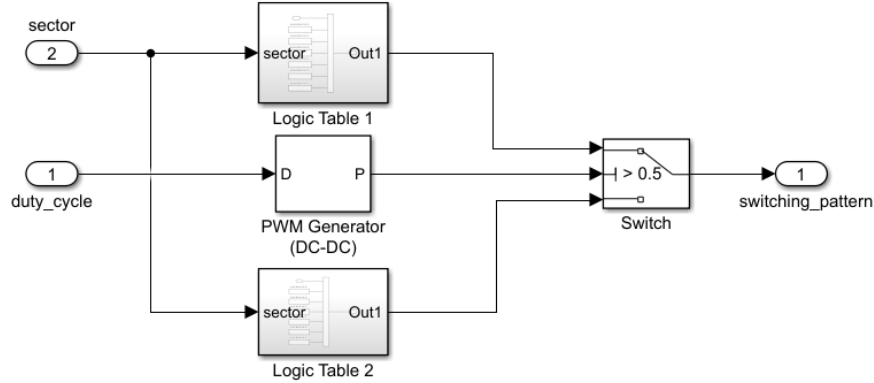 sector
2
sector Out1
Logic Table 1
1
duty_cycle
D P
PWM Generator
(DC-DC)
> 0.5
Switch
1
switching_pattern
sector Out1
Logic Table 2